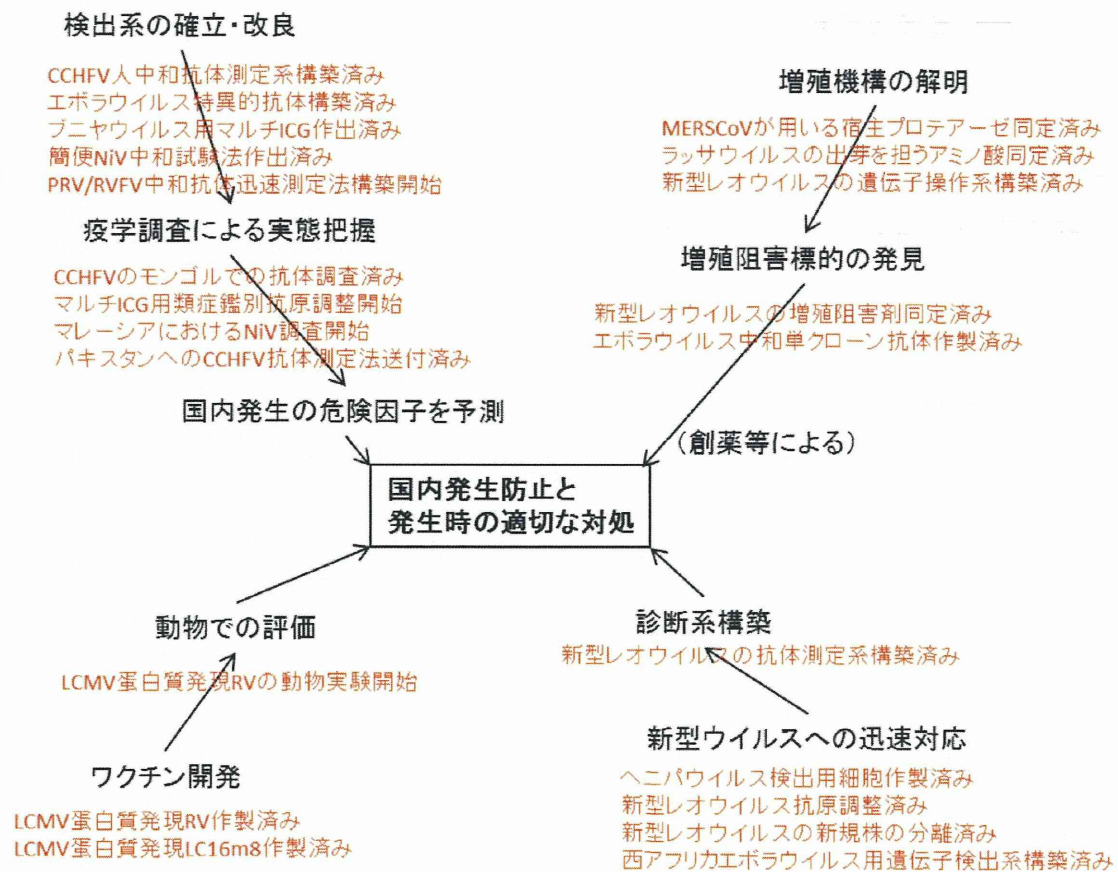 検出系の確立・改良
CCHFV人中和抗体測定系構築済み
エボラウイルス特異的抗体構築済み
ブニヤウイルス用マルチICG作出済み
簡便NiV中和試験法作出済み
PRV/RVFV中和抗体迅速測定法構築開始
疫学調査による実態把握
CCHFVのモンゴルでの抗体調査済み
マルチICG用類症鑑別抗原調整開始
マレーシアにおけるNiV調査開始
パキスタンへのCCHFV抗体測定法送付済み
国内発生の危険因子を予測
増殖機構の解明
MERSCoVが用いる宿主プロテアーゼ同定済み
ラッサウイルスの出芽を担うアミノ酸同定済み
新型レオウイルスの遺伝子操作系構築済み
増殖阻害標的の発見
新型レオウイルスの増殖阻害剤同定済み
エボラウイルス中和単クローン抗体作製済み
（創薬等による）
国内発生防止と
発生時の適切な対処
動物での評価
LCMV蛋白質発現RVの動物実験開始
ワクチン開発
LCMV蛋白質発現RV作製済み
LCMV蛋白質発現LC16m8作製済み
診断系構築
新型レオウイルスの抗体測定系構築済み
新型ウイルスへの迅速対応
ヘニパウイルス検出用細胞作製済み
新型レオウイルス抗原調整済み
新型レオウイルスの新規株の分離済み
西アフリカエボラウイルス用遺伝子検出系構築済み